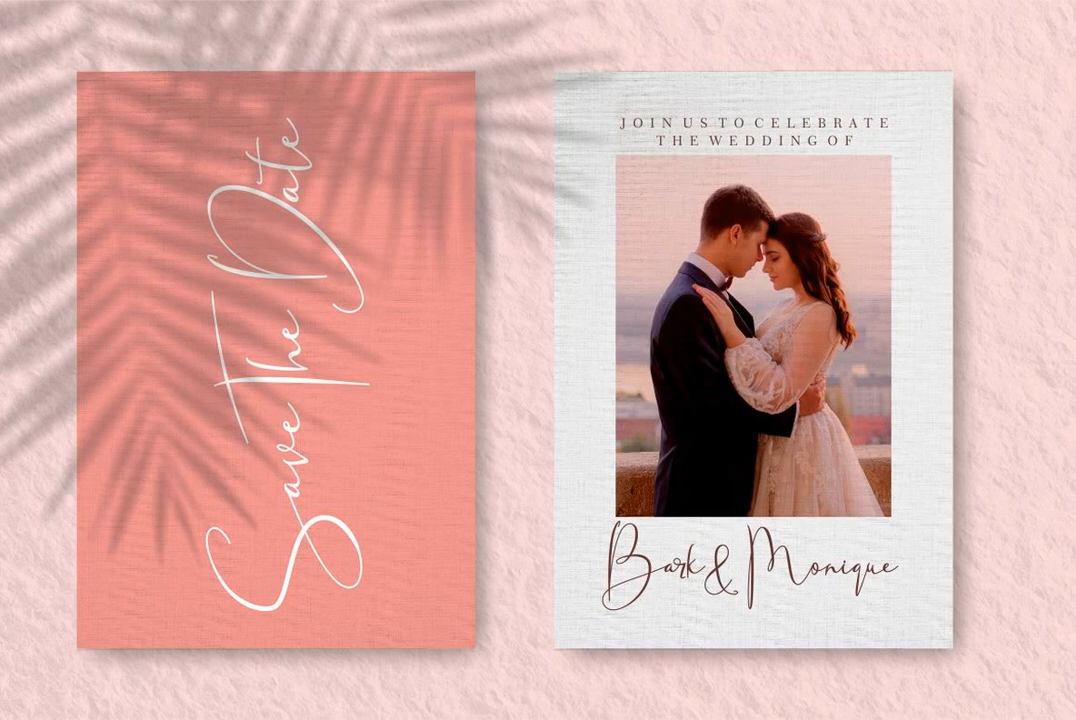 Save The Date
JOIN US TO CELEBRATE
THE WEDDING OF
Bark & Monique